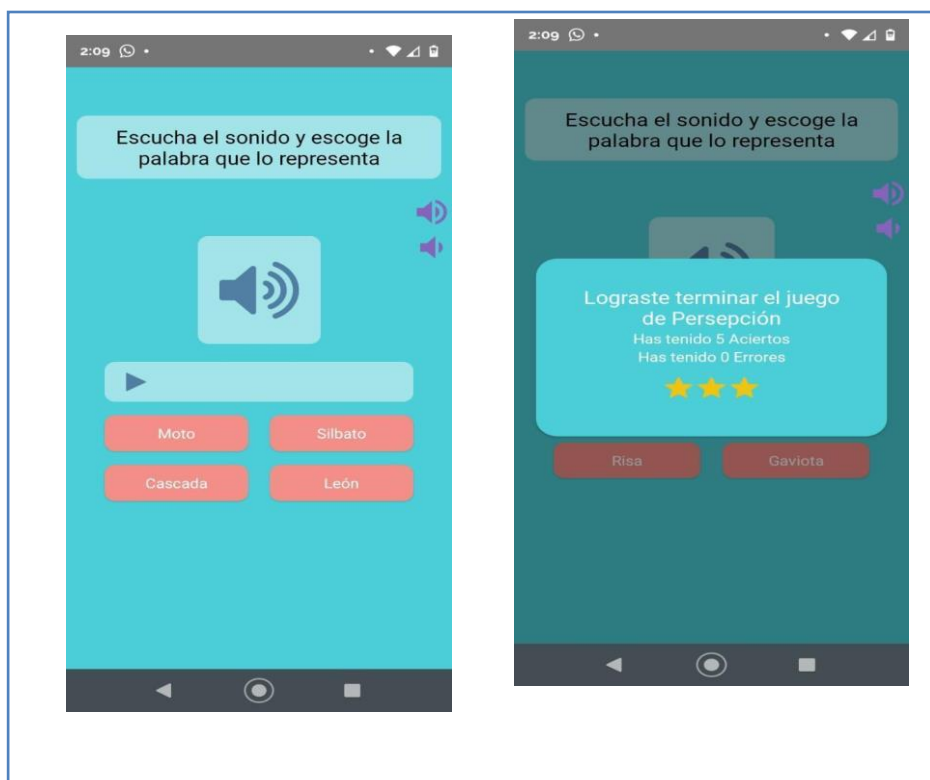 2:09
Escucha el sonido y escoge la
palabra que lo representa
Moto
Silbato
Cascada
León
2:09
Escucha el sonido y escoge la
palabra que lo representa
Lograste terminar el juego
de Persepción
Has tenido 5 Aciertos
Has tenido 0 Errores
Risa
Gaviota